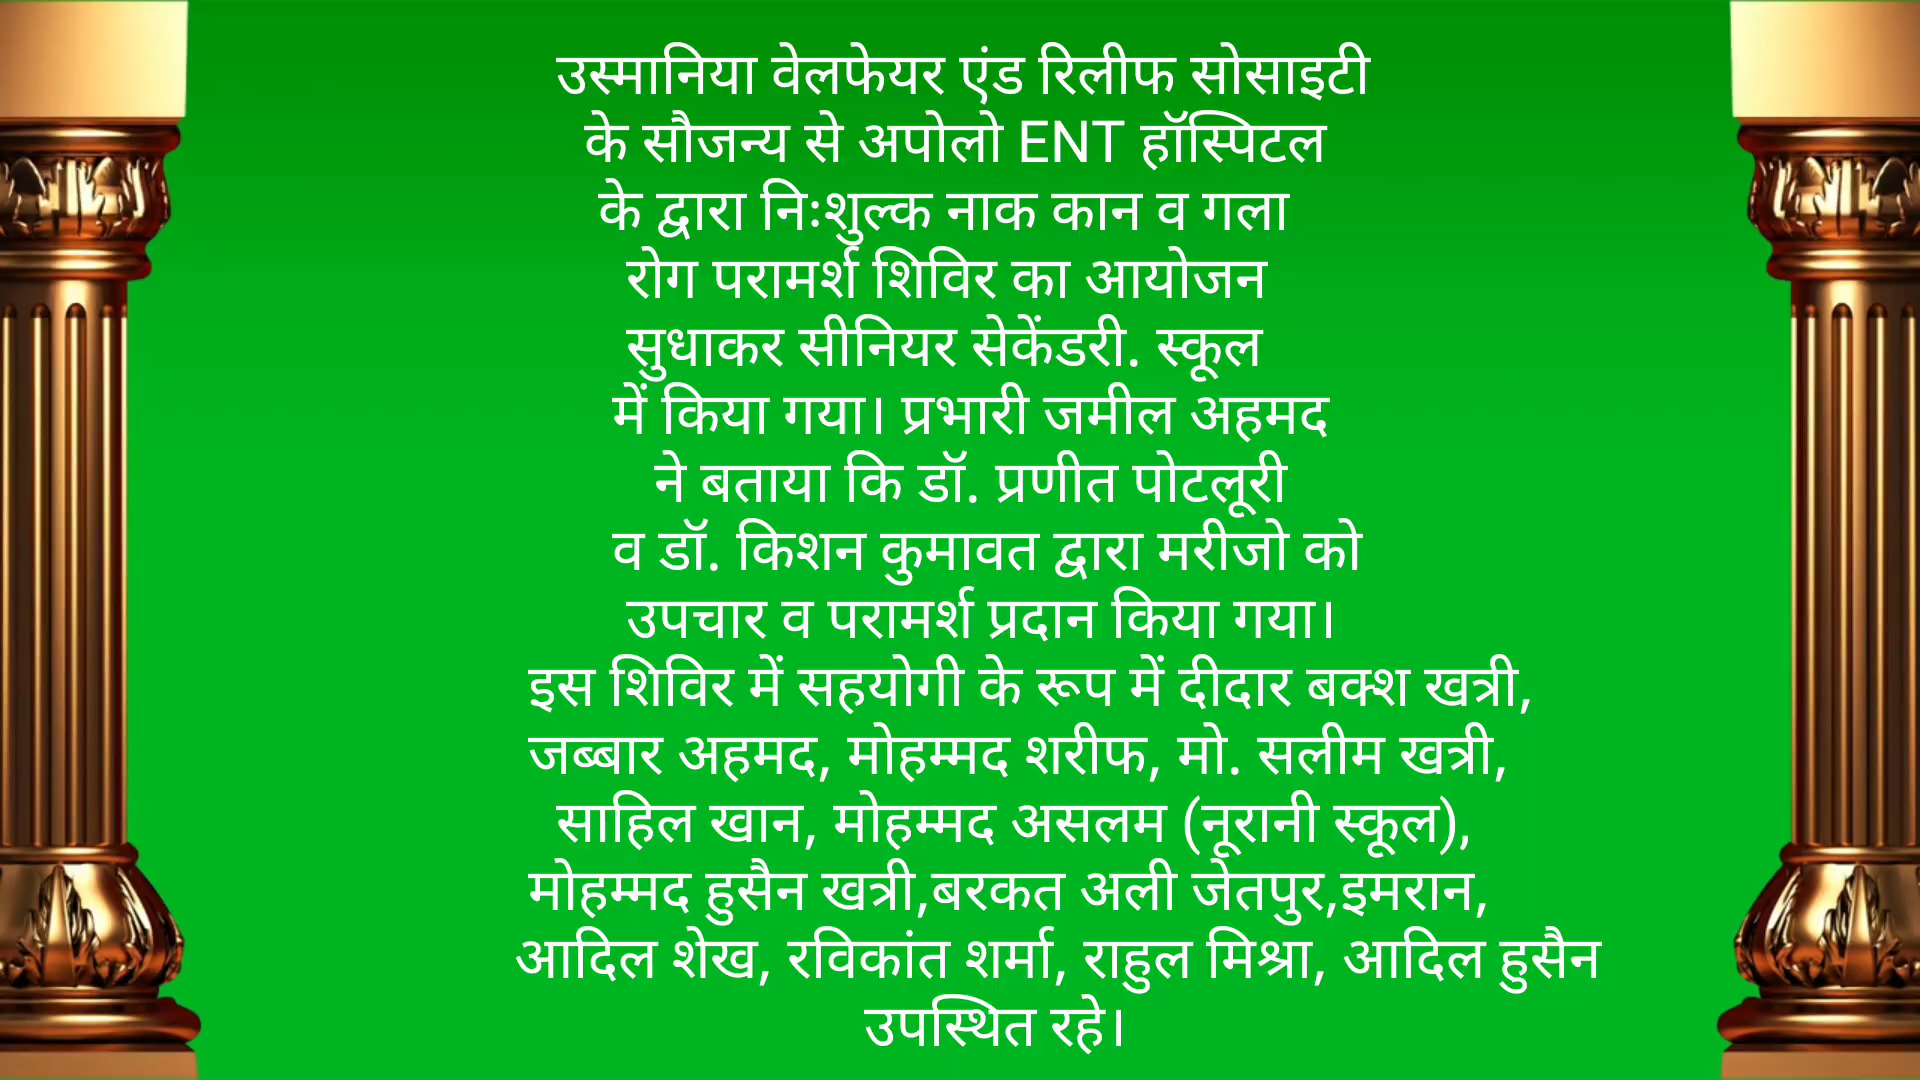 उस्मानिया वेलफेयर एंड रिलीफ सोसाइटी
के सौजन्य से अपोलो ENT हॉस्पिटल
के द्वारा निःशुल्क नाक कान व गला
रोग परामर्श शिविर का आयोजन
सुधाकर सीनियर सेकेंडरी. स्कूल
में किया गया। प्रभारी जमील अहमद
ने बताया कि डॉ. प्रणीत पोटलूरी
व डॉ. किशन कुमावत द्वारा मरीजो को
उपचार व परामर्श प्रदान किया गया।
इस शिविर में सहयोगी के रूप में दीदार बक्श खत्री,
जब्बार अहमद, मोहम्मद शरीफ, मो. सलीम खत्री,
साहिल खान, मोहम्मद असलम (नूरानी स्कूल),
मोहम्मद हुसैन खत्री,बरकत अली जेतपुर,इमरान,
आदिल शेख, रविकांत शर्मा, राहुल मिश्रा, आदिल हुसैन
उपस्थित रहे।